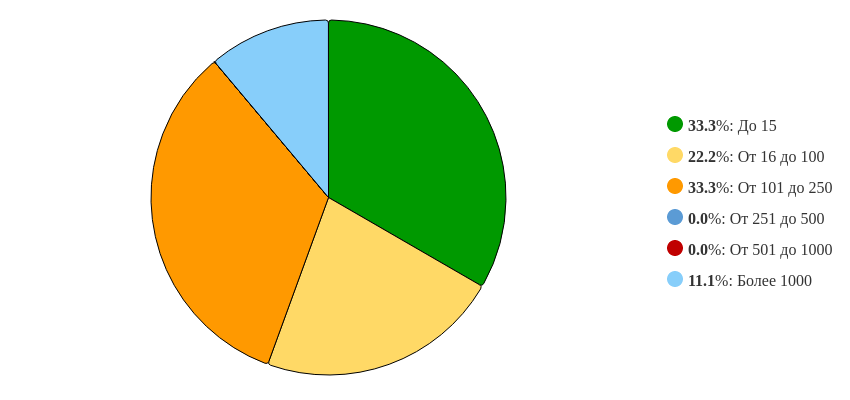 33.3%: До 15
22.2%: От 16 до 100
33.3%: От 101 до 250
0.0%: От 251 до 500
0.0%: От 501 до 1000
11.1%: Более 1000